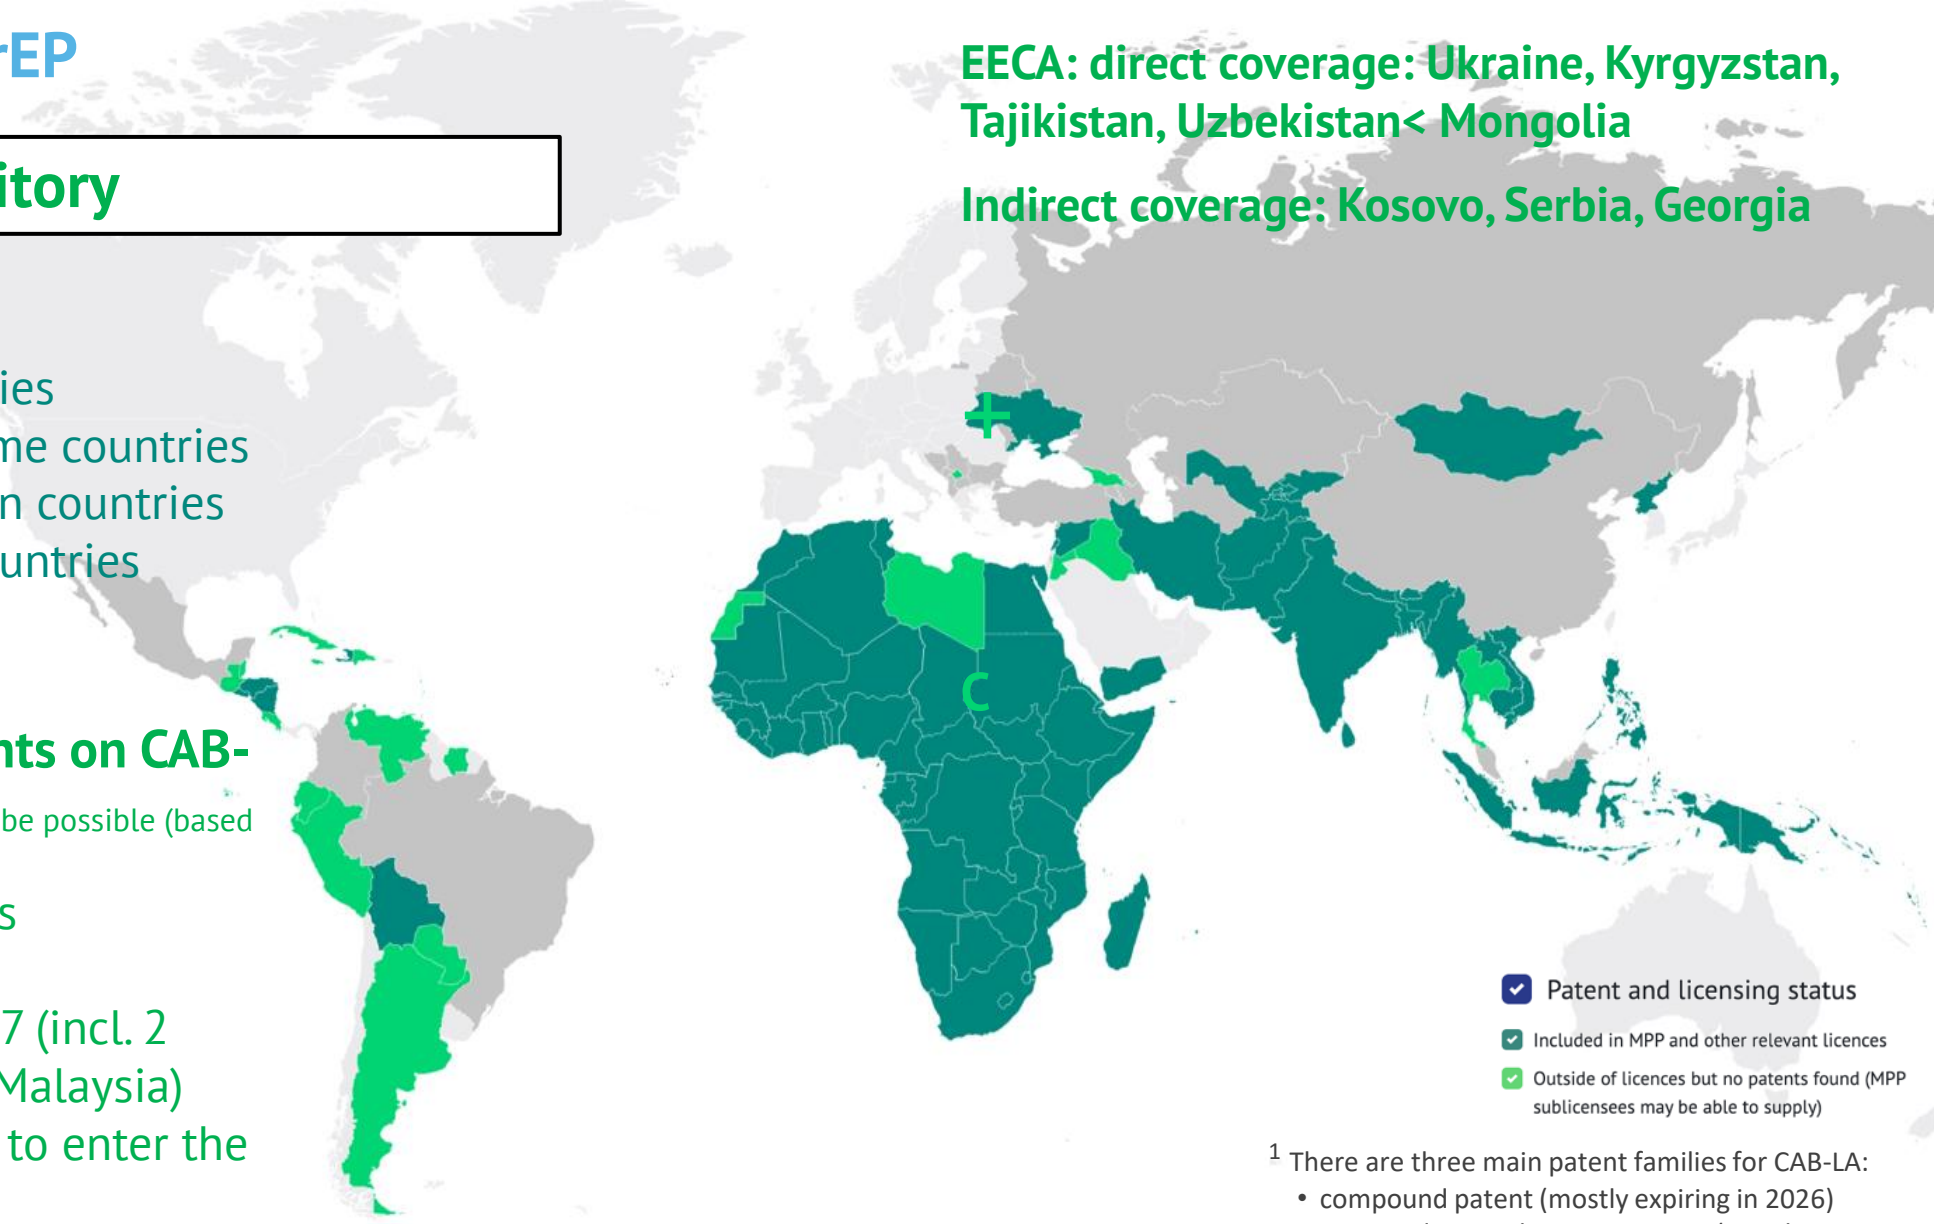 rEP
itory
ies
me countries
n countries
untries
nts on CAB-
be possible (based
s
7 (incl. 2
Malaysia)
to enter the
EECA: direct coverage: Ukraine, Kyrgyzstan,
Tajikistan, Uzbekistan< Mongolia
Indirect coverage: Kosovo, Serbia, Georgia
+
C
Patent and licensing status
Included in MPP and other relevant licences
Outside of licences but no patents found (MPP
sublicensees may be able to supply)
1 There are three main patent families for CAB-LA:
• compound patent (mostly expiring in 2026)